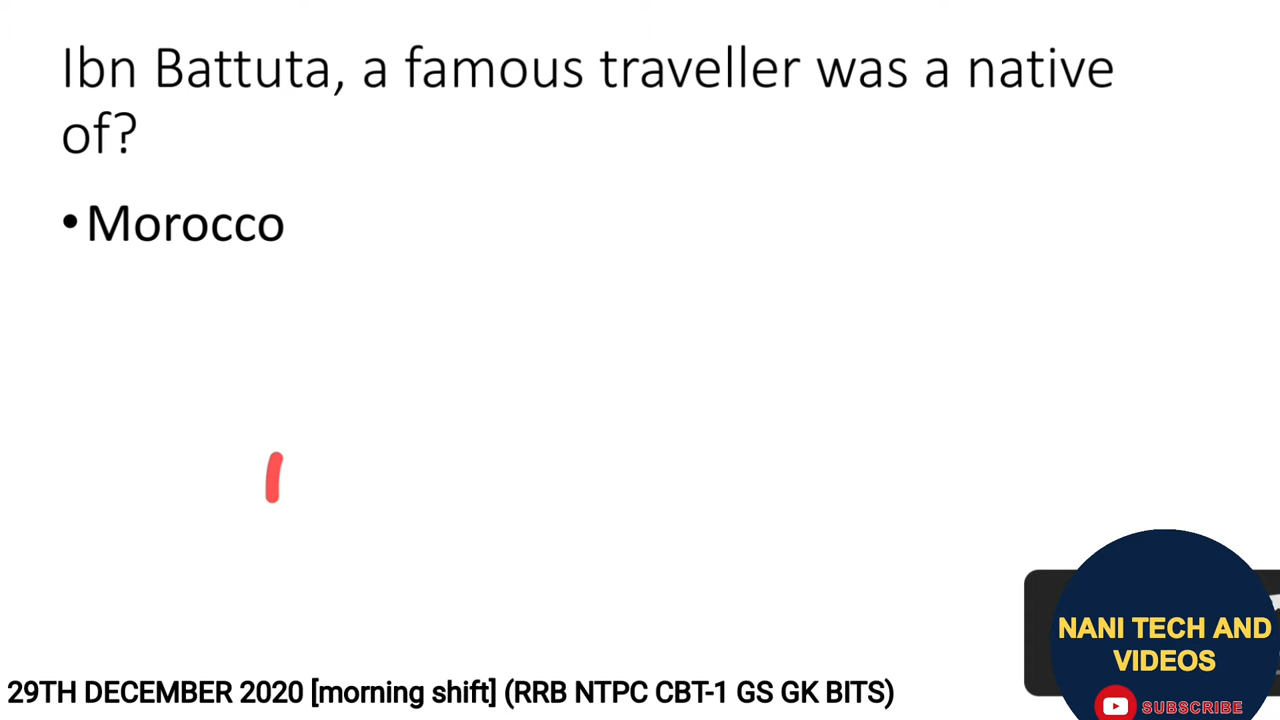 Ibn Battuta, a famous traveller was a native
of?
•Morocco
NANI TECH AND
VIDEOS
SUBSCRIBE
29TH DECEMBER 2020 [morning shift] (RRB NTPC CBT-1 GS GK BITS)